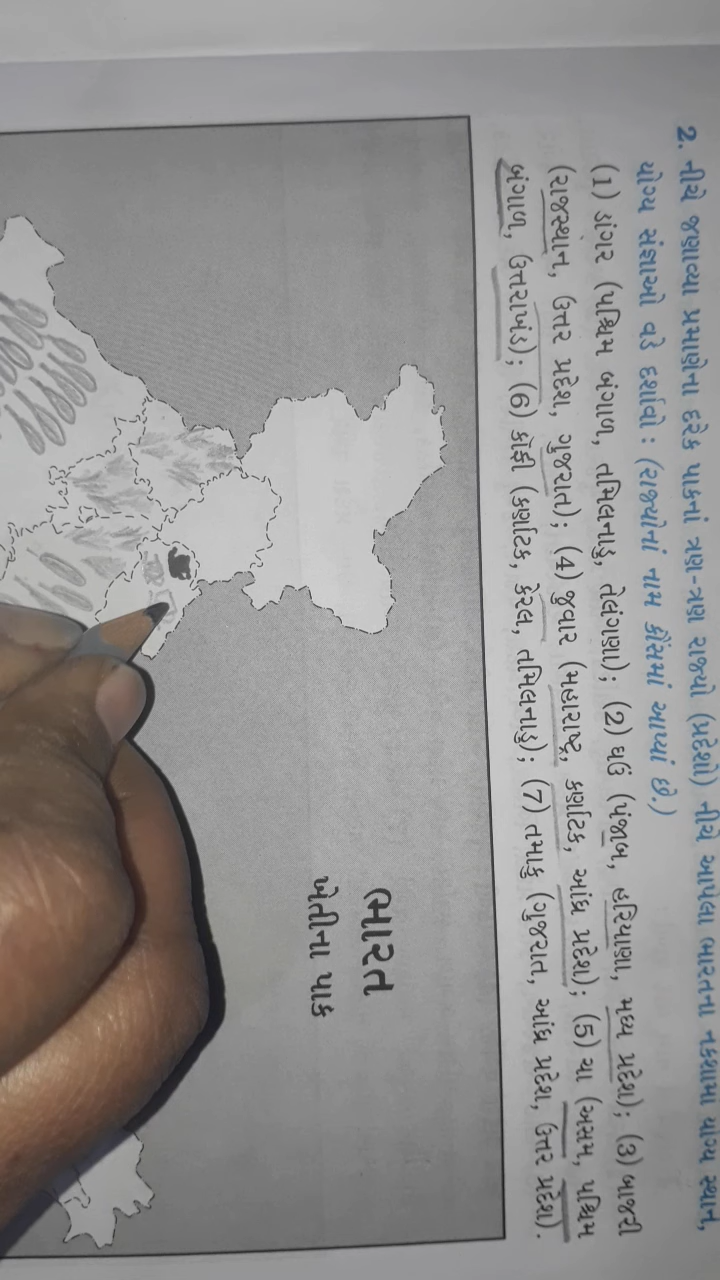 2. નીચે જણાવ્યા પ્રમાણેના દરેક પાકનાં ત્રણ-ત્રણ રાજ્યો (પ્રદેશો) નીચે આપેલા ભારતના નકશામાં યોગ્ય સ્થાને,
યોગ્ય સંજ્ઞાઓ વડે દર્શાવો : (રાજ્યોનાં નામ કૌંસમાં આપ્યાં છે.)
(1) ડાંગર (પશ્ચિમ બંગાળ, તમિલનાડુ, તેલંગણા); (2) ઘઉં (પંજાબ, હરિયાણા, મધ્ય પ્રદેશ); (3) બાજરી
(રાજસ્થાન, ઉત્તર પ્રદેશ, ગુજરાત); (4) જુવાર (મહારાષ્ટ્ર, કર્ણાટક, આંધ્ર પ્રદેશ); (5) ચા (અસમ, પશ્ચિમ
બંગાળ, ઉત્તરાખંડ); (6) કૉફી (કર્ણાટક, કેરલ, તમિલનાડુ); (7) તમાકુ (ગુજરાત, આંધ્ર પ્રદેશ, ઉત્તર પ્રદેશ).
ભારત
ખેતીના પાક